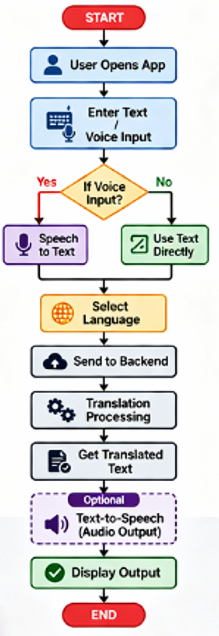 START
User Opens App
Enter Text
/
Voice Input
If Voice
Input?
Yes
No
Speech
to Text
Use Text
Directly
Select
Language
Send to Backend
Translation
Processing
Get Translated
Text
Optional
Text-to-Speech
(Audio Output)
Display Output
END